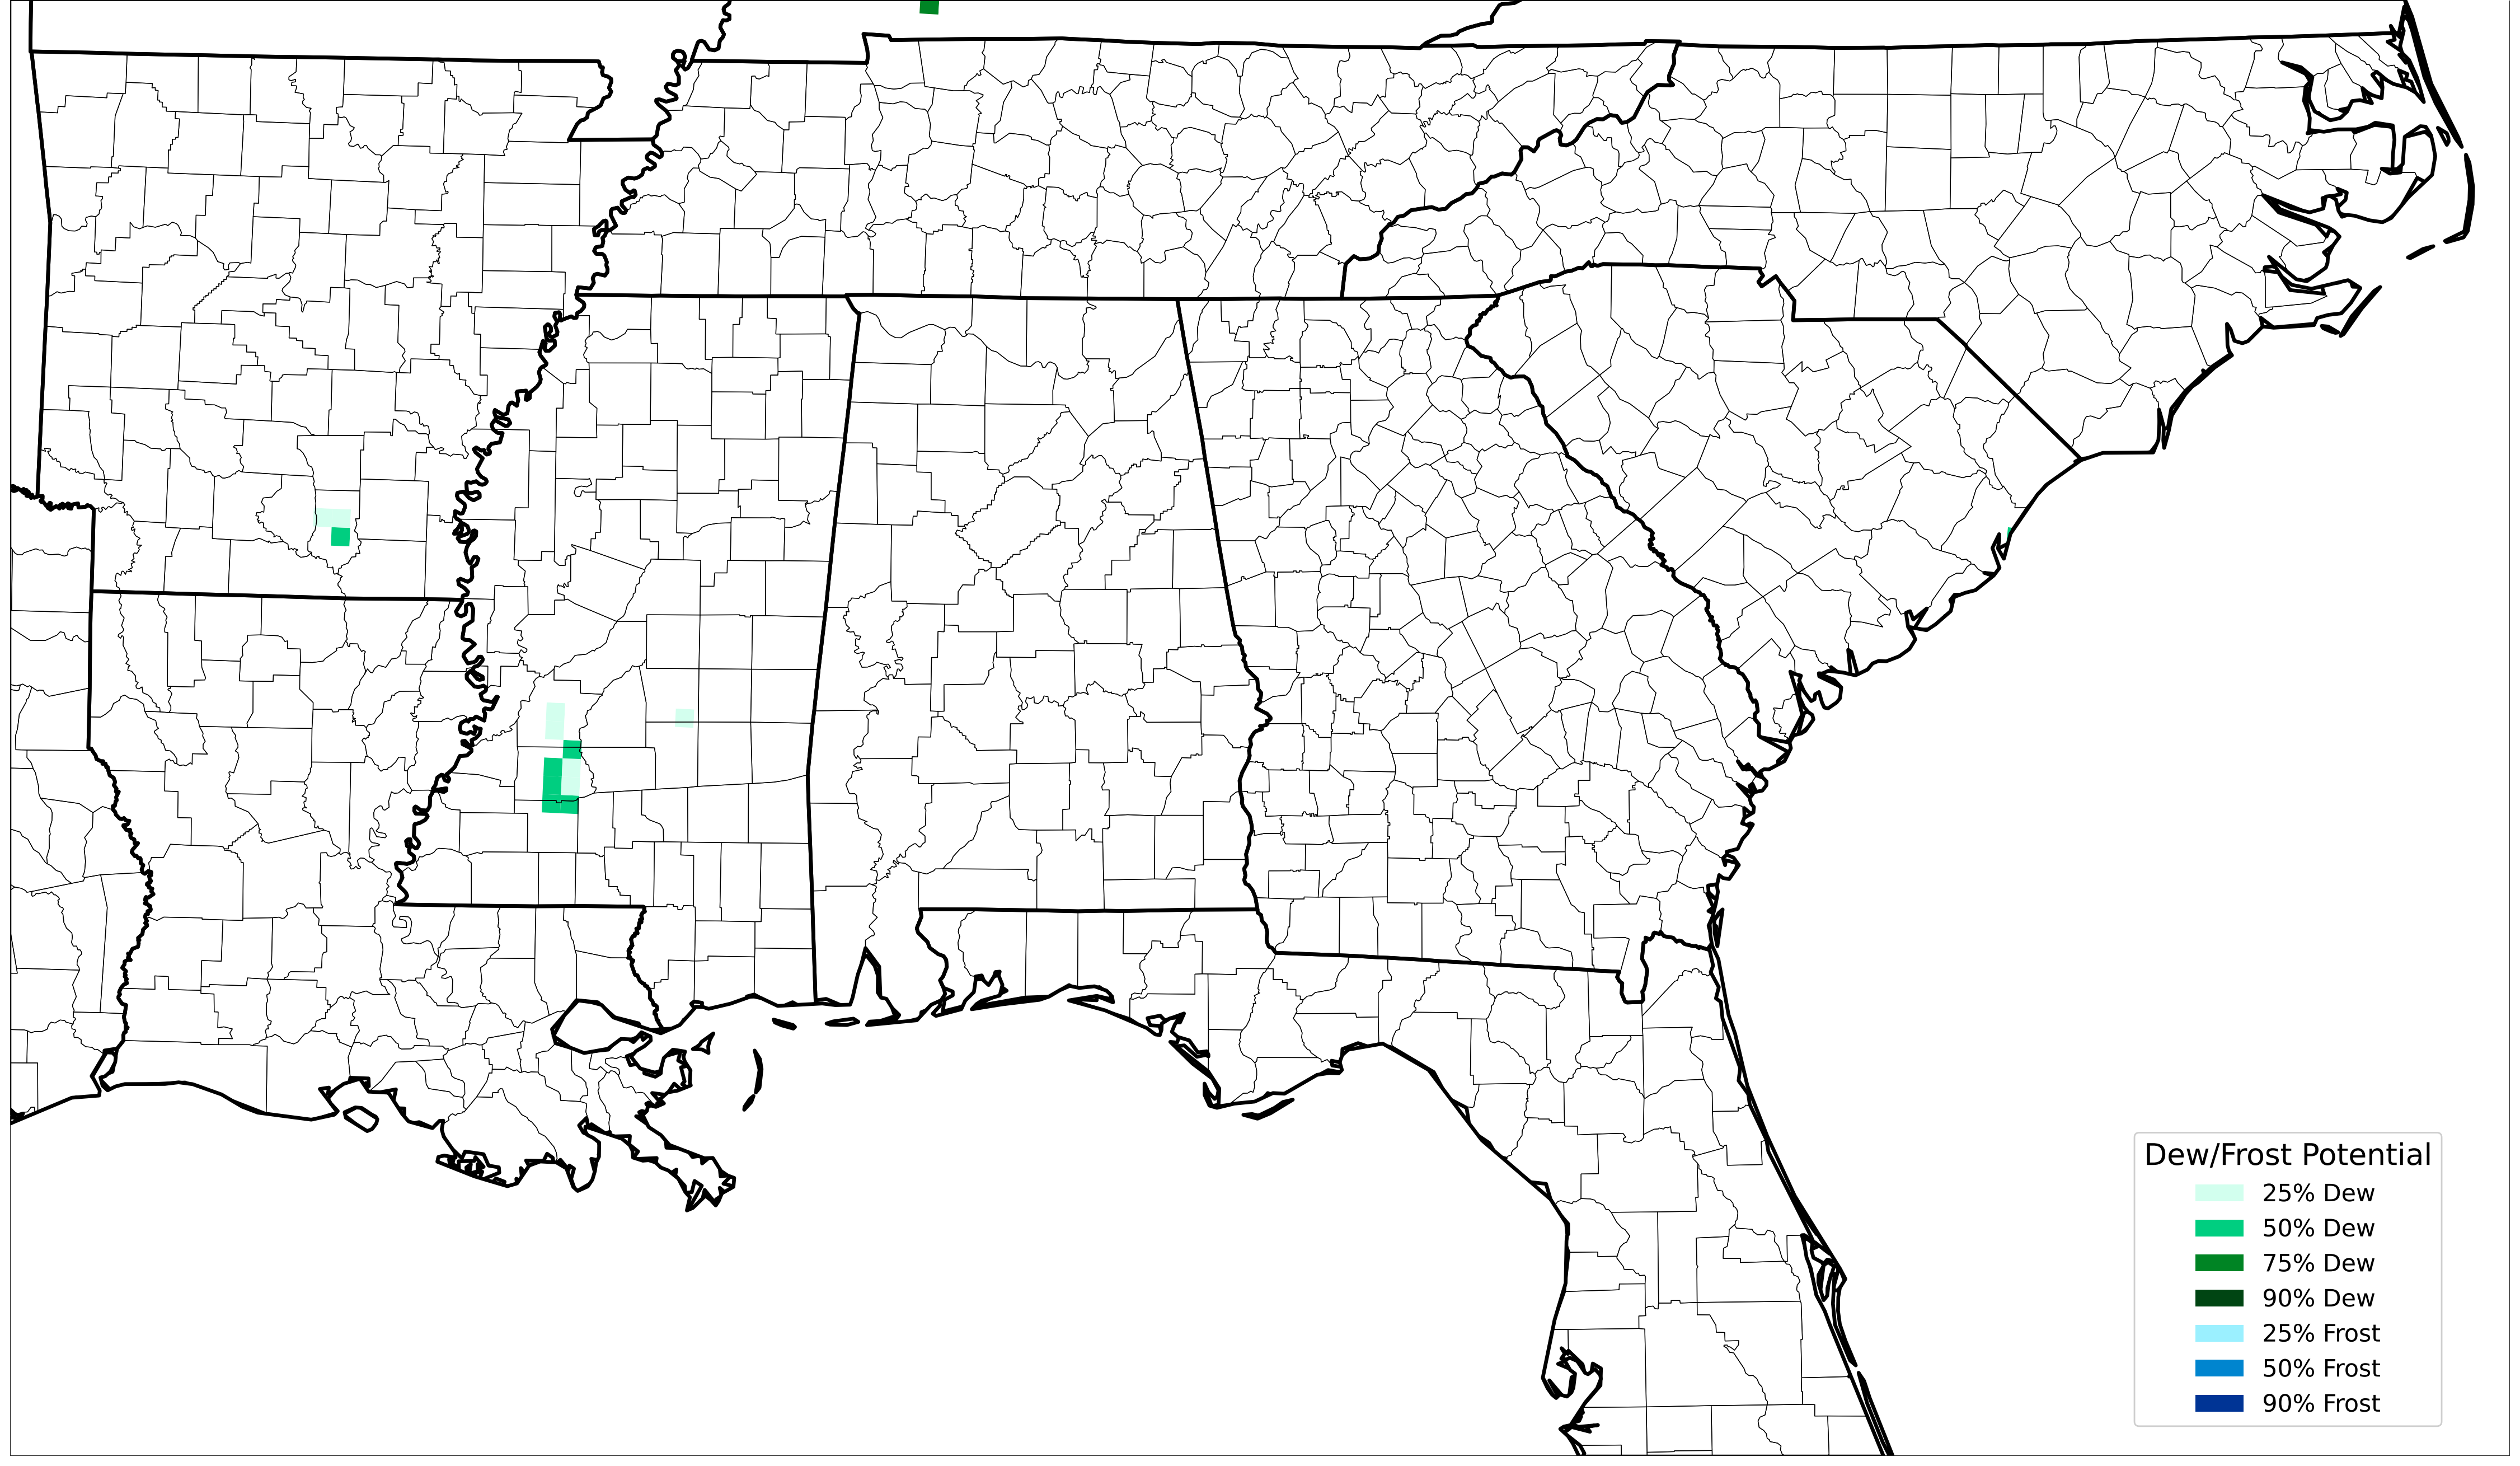 Dew/Frost Potential
25% Dew
50% Dew
75% Dew
90% Dew
25% Frost
50% Frost
90% Frost